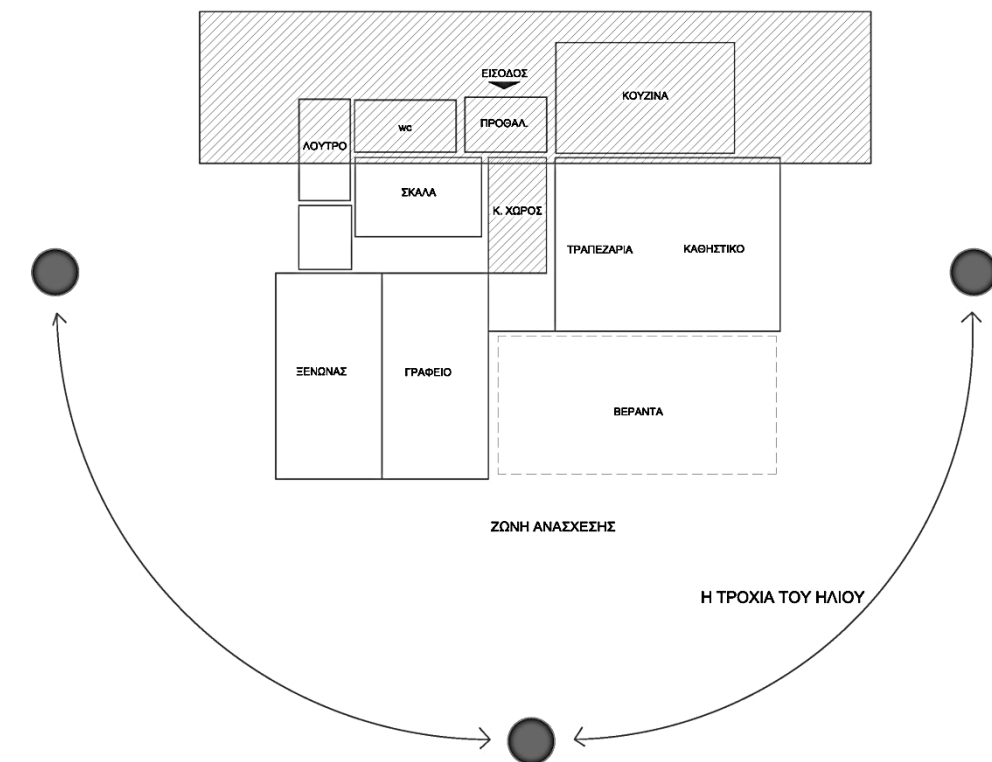 ΕΙΣΟΔΟΣ
ΚΟΥΖΙΝΑ
ΠΡΟΘΑΛ.
wc
ΛΟΥΤΡΟ
ΣΚΑΛΑ
Κ. ΧΩΡΟΣ
ΤΡΑΠΕΖΑΡΙΑ
ΚΑΘΗΣΤΙΚΟ
ΞΕΝΩΝΑΣ
ΓΡΑΦΕΙΟ
ΒΕΡΑΝΤΑ
ΖΩΝΗ ΑΝΑΣΧΕΣΗΣ
Η ΤΡΟΧΙΑ ΤΟΥ ΗΛΙΟΥ